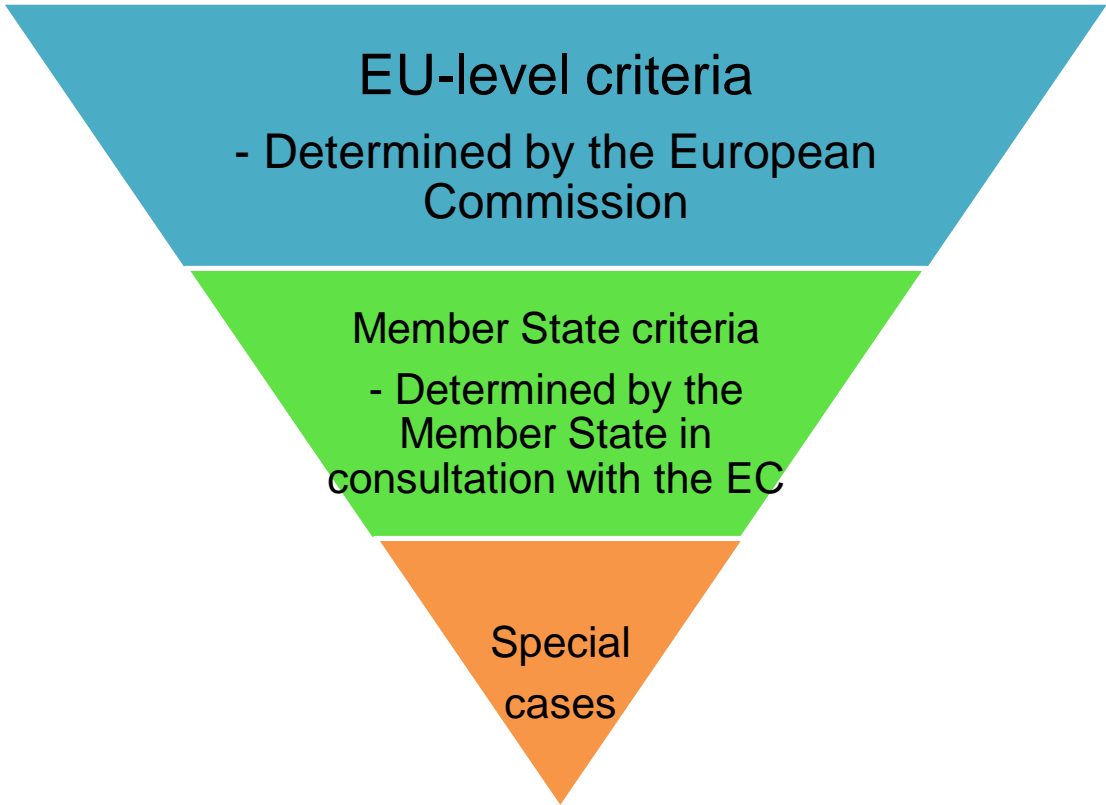 EU-level criteria
- Determined by the European
Commission
Member State criteria
- Determined by the
Member State in
consultation with the EC
Special
cases